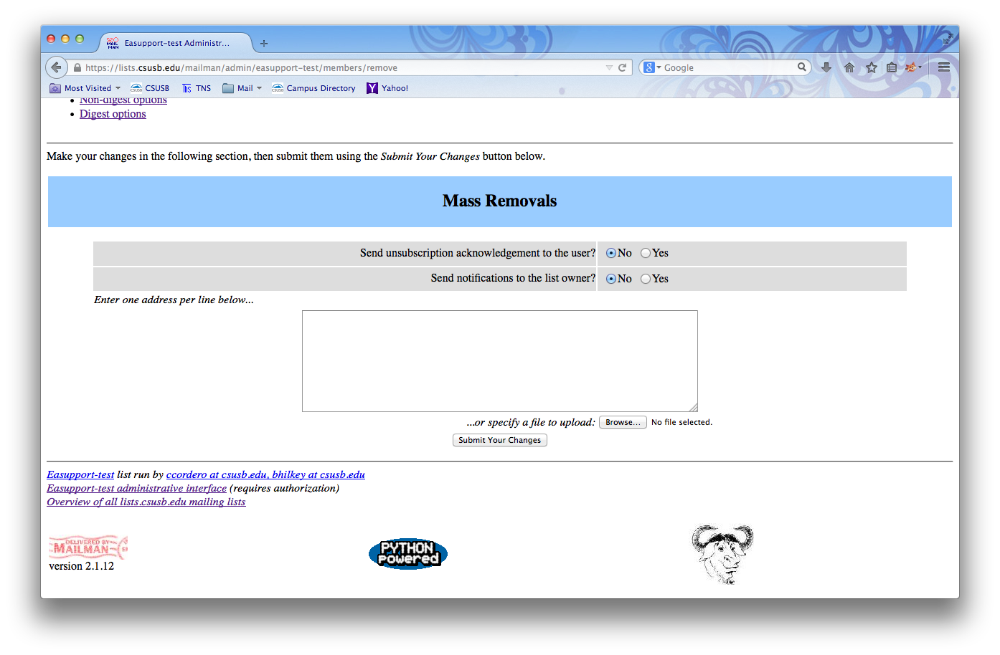 Easupport-test Administr...
https://lists.csusb.edu/mailman/admin/easupport-test/members/remove
Google
Most Visited CSUSB TNS Mail Campus Directory Yahoo!
Non-digest options
Digest options
Make your changes in the following section, then submit them using the Submit Your Changes button below.
Mass Removals
Send unsubscription acknowledgement to the user? No Yes
Send notifications to the list owner? No Yes
Enter one address per line below...
...or specify a file to upload: Browse... No file selected.
Submit Your Changes
Easupport-test list run by ccordero at csusb.edu, bhilkey at csusb.edu
Easupport-test administrative interface (requires authorization)
Overview of all lists.csusb.edu mailing lists
DELIVERED BY
MAILMAN
version 2.1.12
PYTHON
Powered